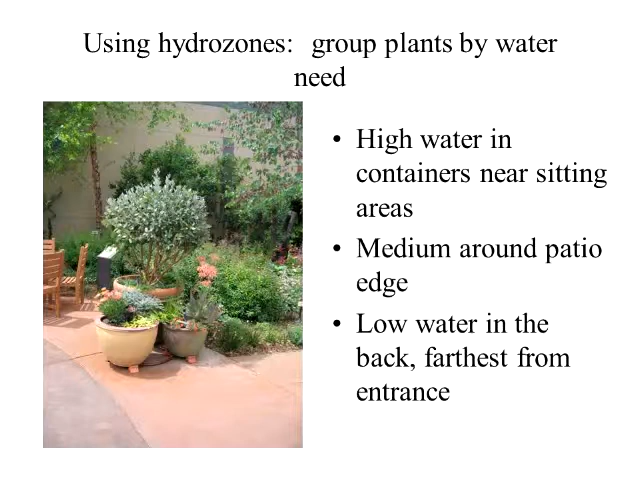 Using hydrozones: group plants by water
need
• High water in
containers near sitting
areas
• Medium around patio
edge
• Low water in the
back, farthest from
entrance